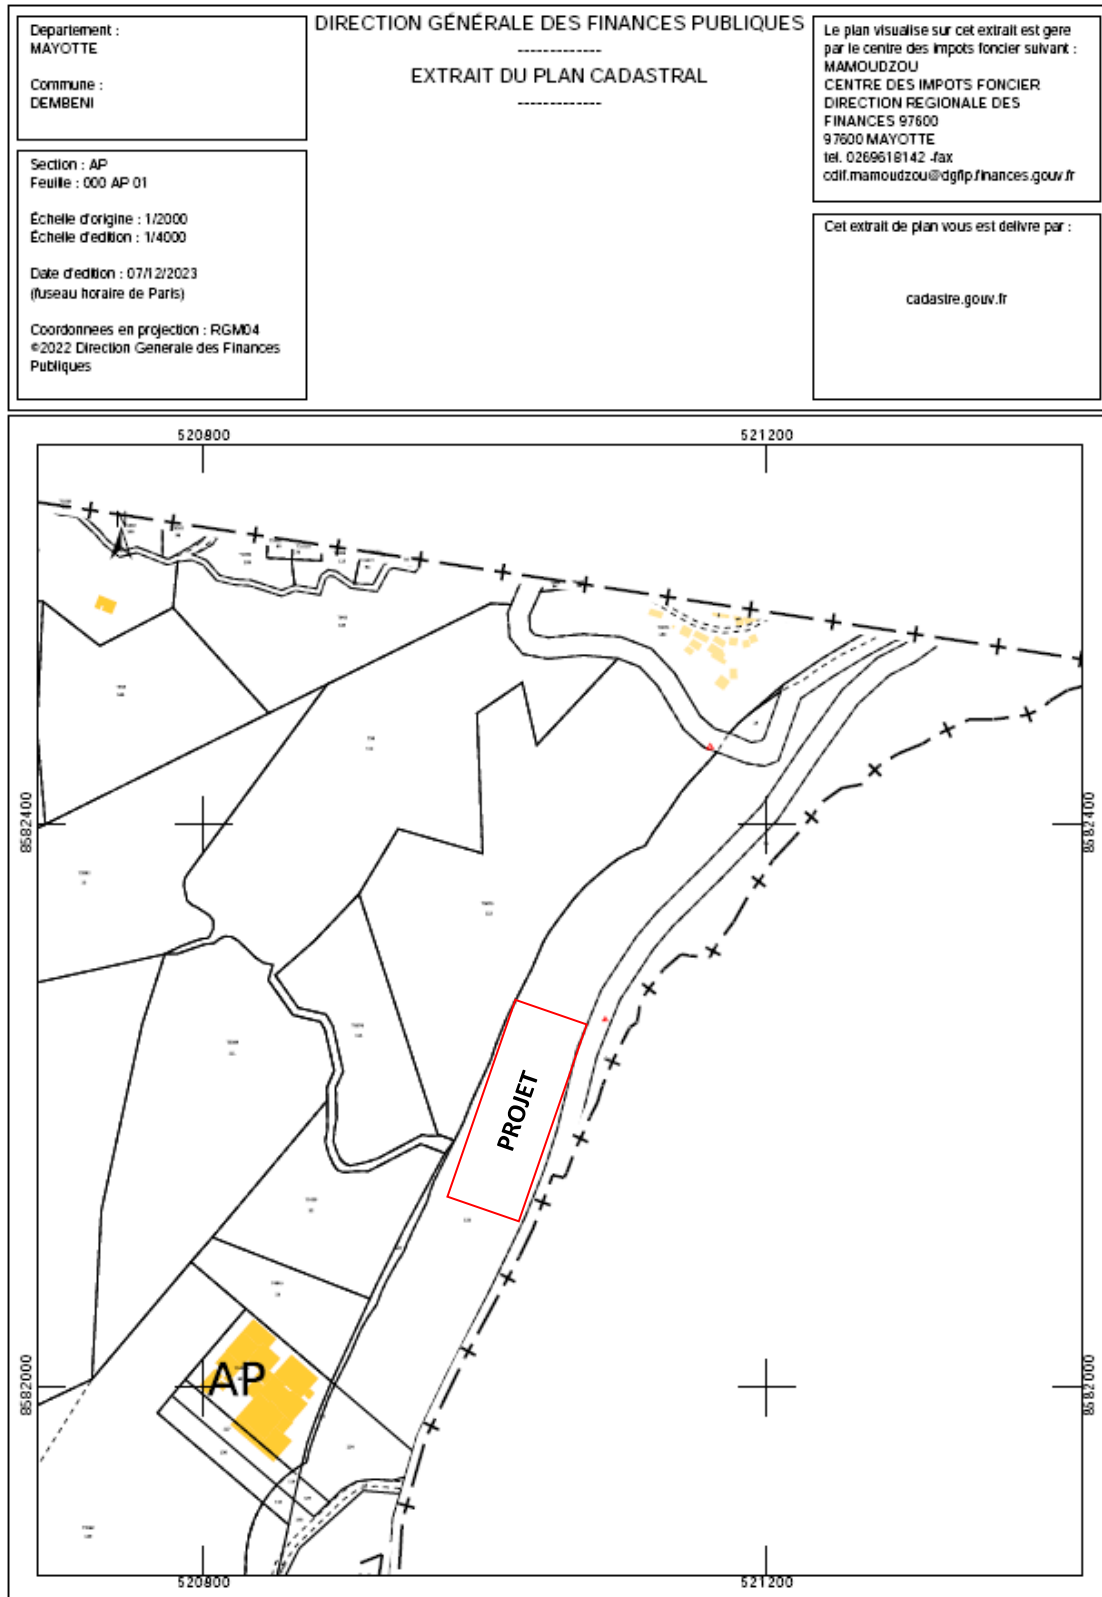 Departement :
MAYOTTE
Commune :
DEMBENI
Section : AP
Feuille : 000 AP 01
Échelle d'origine : 1/2000
Échelle d'edition : 1/4000
Date d'edition : 07/12/2023
(fuseau horaire de Paris)
Coordonnees en projection : RGM04
©2022 Direction Generale des Finances
Publiques
DIRECTION GÉNÉRALE DES FINANCES PUBLIQUES
-------------
EXTRAIT DU PLAN CADASTRAL
-------------
Le plan visualise sur cet extrait est gere
par le centre des impots foncier suivant :
MAMOUDZOU
CENTRE DES IMPOTS FONCIER
DIRECTION REGIONALE DES
FINANCES 97600
97600 MAYOTTE
tel. 0269618142 -fax
cdif.mamoudzou@dgfip.finances.gouv.fr
Cet extrait de plan vous est delivre par :
cadastre.gouv.fr
520800
521200
N
8582400
8582400
PROJET
AP
8582000
8582000
520800
521200